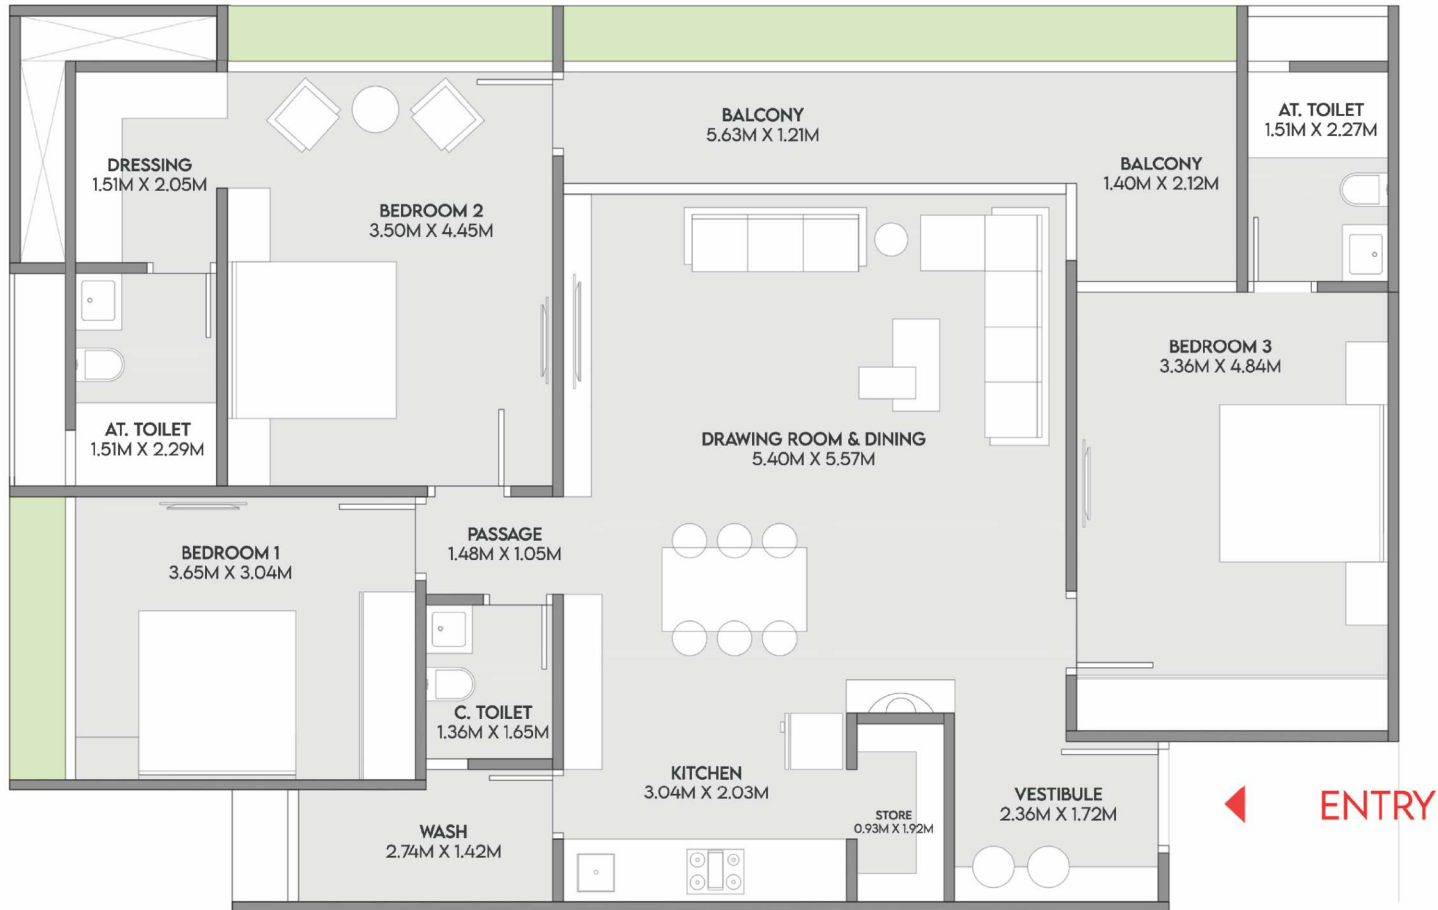 BALCONY
5.63M X 1.21M
AT. TOILET
1.51M X 2.27M
DRESSING
1.51M X 2.05M
BALCONY
1.40M X 2.12M
BEDROOM 2
3.50M X 4.45M
BEDROOM 3
3.36M X 4.84M
AT. TOILET
1.51M X 2.29M
DRAWING ROOM & DINING
5.40M X 5.57M
PASSAGE
1.48M X 1.05M
BEDROOM 1
3.65M X 3.04M
C. TOILET
1.36M X 1.65M
KITCHEN
3.04M X 2.03M
STORE
0.93M X 1.92M
VESTIBULE
2.36M X 1.72M
ENTRY
WASH
2.74M X 1.42M